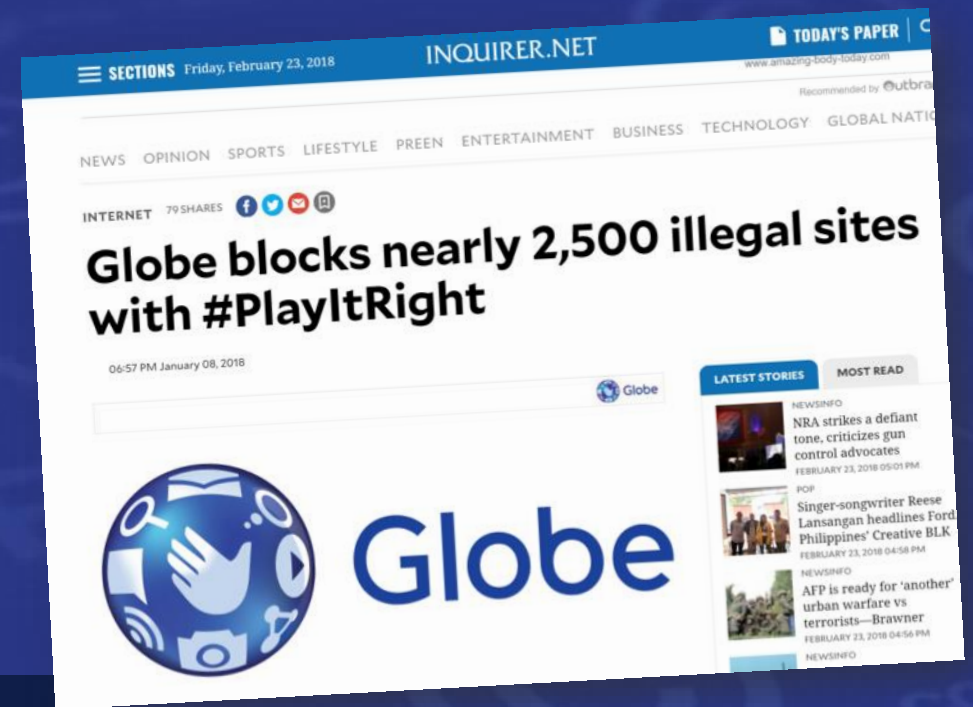 SECTIONS Friday, February 23, 2018
INQUIRER.NET
TODAY'S PAPER
www.amazing-body-today.com
Recommended by
NEWS OPINION SPORTS LIFESTYLE PREEN ENTERTAINMENT BUSINESS TECHNOLOGY GLOBAL
INTERNET 79 SHARES
Globe blocks nearly 2,500 illegal sites
with #PlayItRight
06:57 PM January 08, 2018
Globe
Globe
LATEST STORIES MOST READ
NEWSINFO
NRA strikes a defiant
tone, criticizes gun
control advocates
FEBRUARY 23, 2018 05:01 PM
POP
Singer-songwriter Reese
Lansangan headlines Ford
Philippines' Creative BLK
FEBRUARY 23, 2018 04:58 PM
NEWSINFO
AFP is ready for ‘another’
urban warfare vs
terrorists—Brawner
FEBRUARY 23, 2018 04:56 PM
NEWSINFO